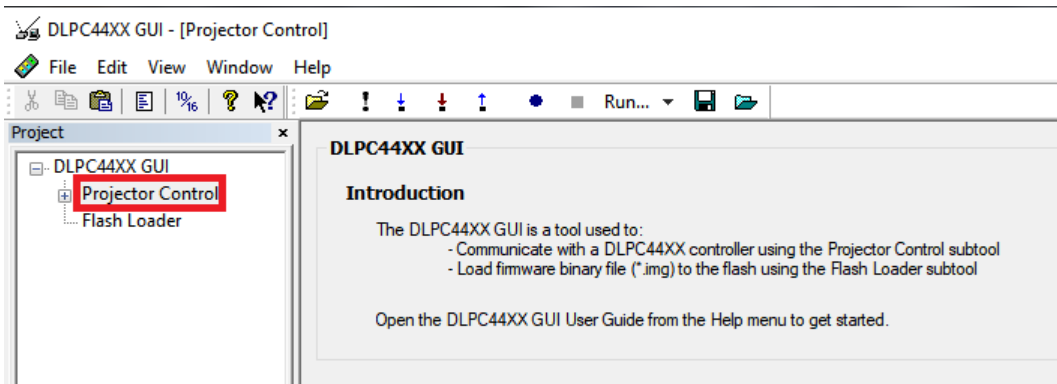 DLPC44XX GUI - [Projector Control]
File Edit View Window Help
10/16 Run...
Project x
DLPC44XX GUI
Projector Control
Flash Loader
DLPC44XX GUI
Introduction
The DLPC44XX GUI is a tool used to:
- Communicate with a DLPC44XX controller using the Projector Control subtool
- Load firmware binary file (*.img) to the flash using the Flash Loader subtool
Open the DLPC44XX GUI User Guide from the Help menu to get started.